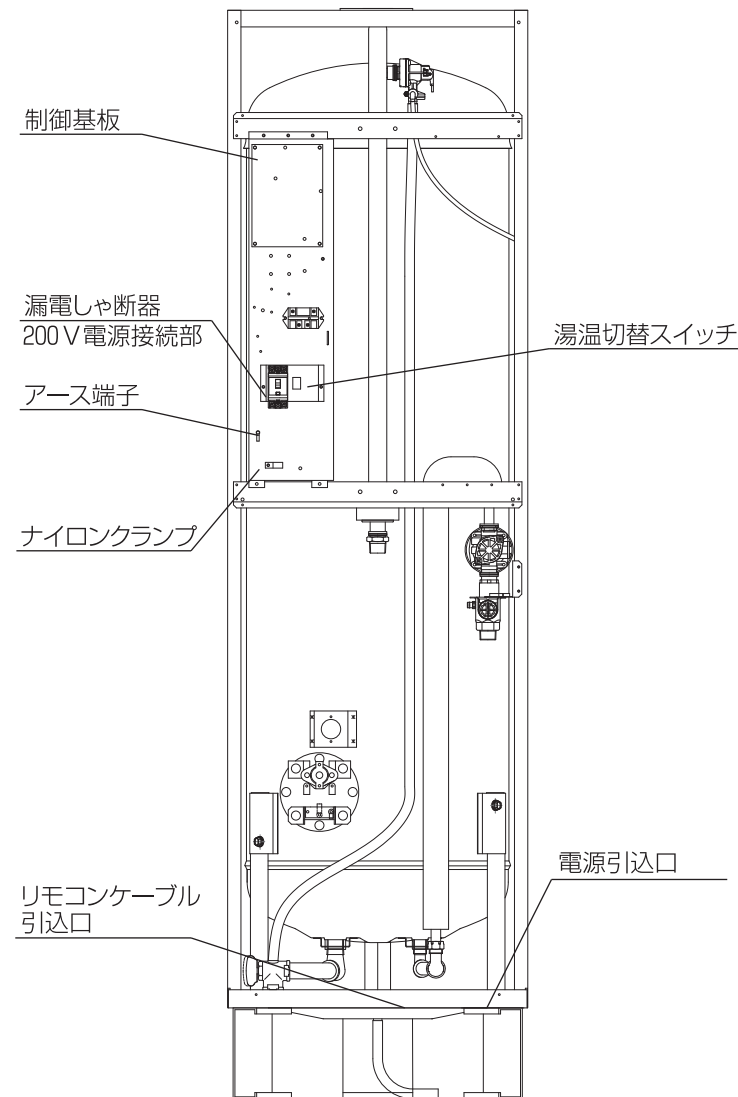 制御基板
漏電しゃ断器
200V電源接続部
湯温切替スイッチ
アース端子
ナイロンクランプ
電源引込口
リモコンケーブル
引込口